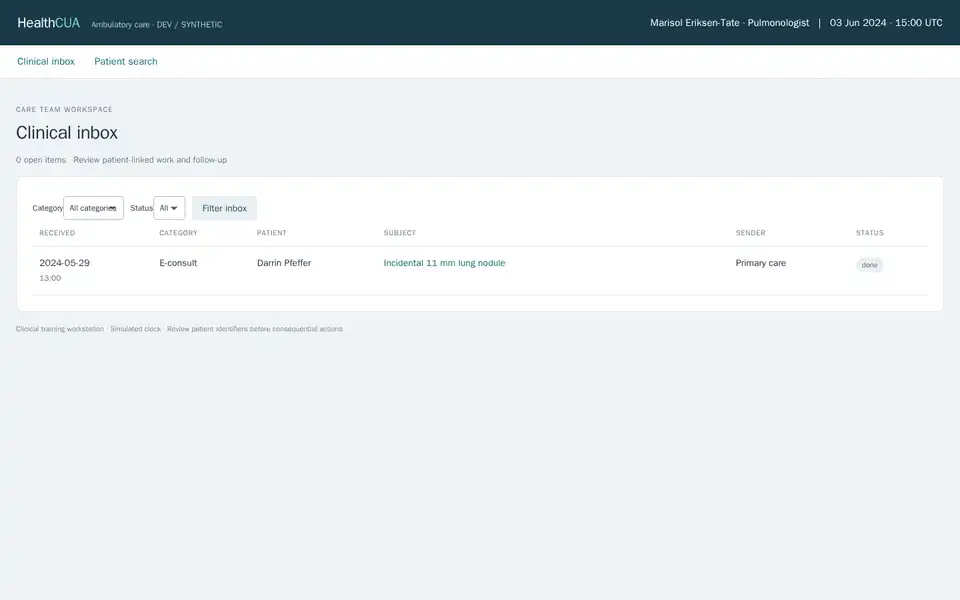 HealthCUA Ambulatory care · DEV / SYNTHETIC Marisol Eriksen-Tate · Pulmonologist | 03 Jun 2024 · 15:00 UTC
Clinical inbox Patient search
CARE TEAM WORKSPACE
Clinical inbox
0 open items Review patient-linked work and follow-up
Category All categories Status All Filter inbox
RECEIVED CATEGORY PATIENT SUBJECT SENDER STATUS
2024-05-29 E-consult Darrin Pfeffer Incidental 11 mm lung nodule Primary care done
13:00
Clinical training workstation · Simulated clock · Review patient identifiers before consequential actions